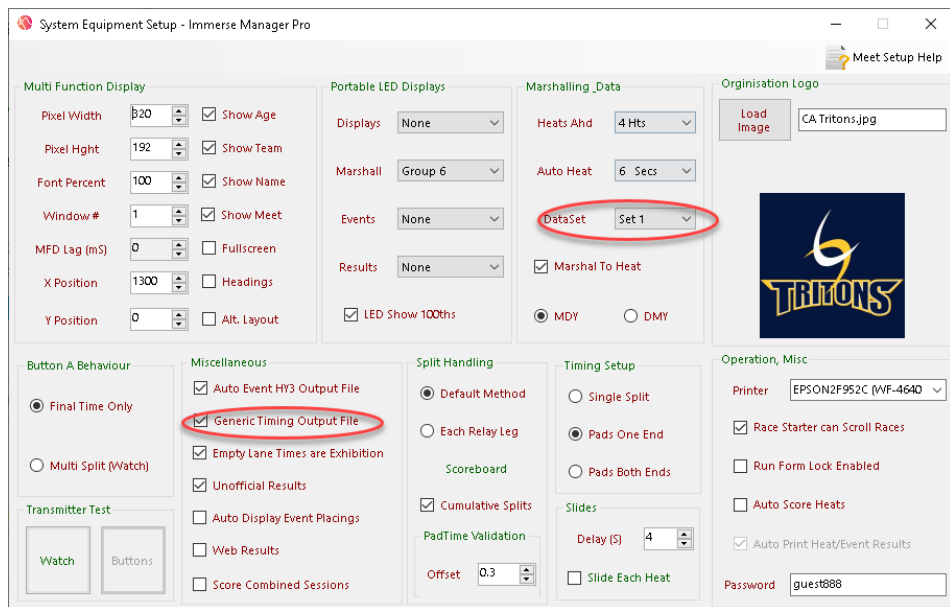 System Equipment Setup - Immerse Manager Pro
Meet Setup Help
Multi Function Display
Pixel Width 320 Show Age
Pixel Hght 192 Show Team
Font Percent 100 Show Name
Window # 1 Show Meet
MFD Lag (mS) 0 Fullscreen
X Position 1300 Headings
Y Position 0 Alt. Layout
Portable LED Displays
Displays None
Marshall Group 6
Events None
Results None
LED Show 100ths
Marshalling _Data
Heats Ahd 4 Hts
Auto Heat 6 Secs
DataSet Set 1
Marshal To Heat
MDY DMY
Orginisation Logo
Load
Image
CA Tritons.jpg
TRITONS
Button A Behaviour
Final Time Only
Multi Split (Watch)
Transmitter Test
Watch Buttons
Miscellaneous
Auto Event HY3 Output File
Generic Timing Output File
Empty Lane Times are Exhibition
Unofficial Results
Auto Display Event Placings
Web Results
Score Combined Sessions
Split Handling
Default Method
Each Relay Leg
Scoreboard
Cumulative Splits
PadTime Validation
Offset 0.3
Timing Setup
Single Split
Pads One End
Pads Both Ends
Slides
Delay (S) 4
Slide Each Heat
Operation, Misc
Printer EPSON2F952C (WF-4640
Race Starter can Scroll Races
Run Form Lock Enabled
Auto Score Heats
Auto Print Heat/Event Results
Password guest888